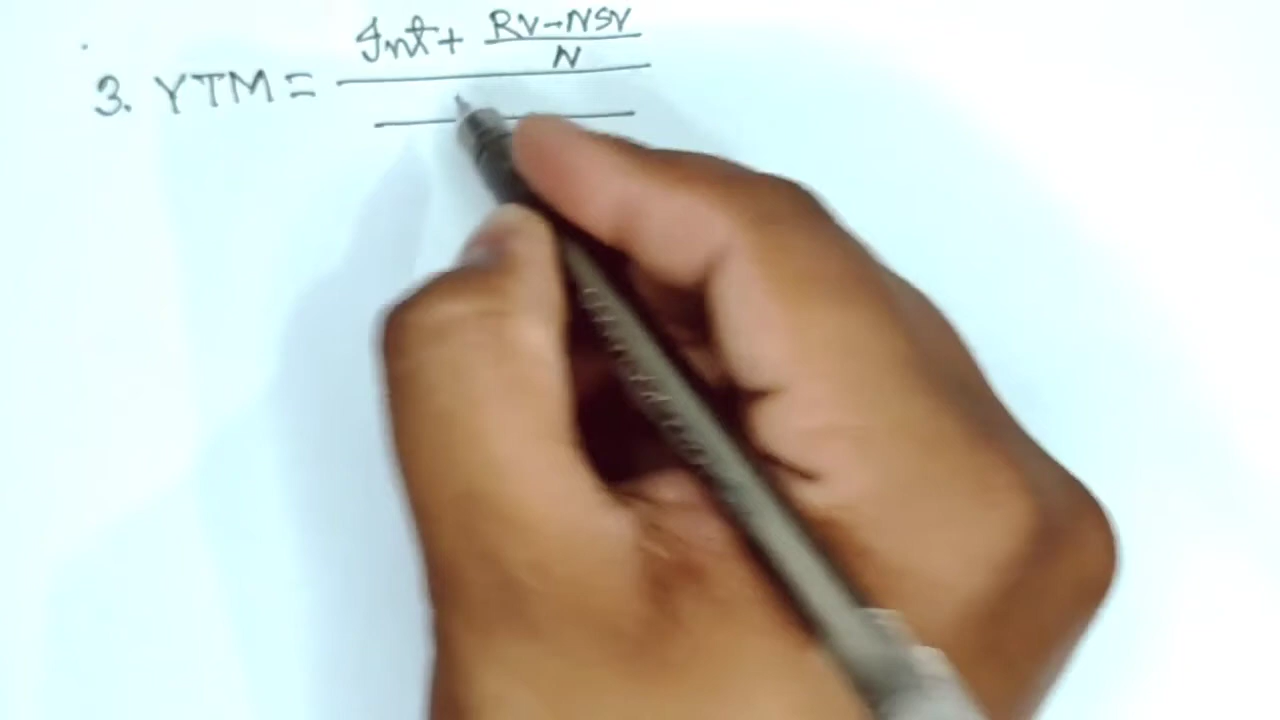 3. YTM = Int + RV-NSV
N